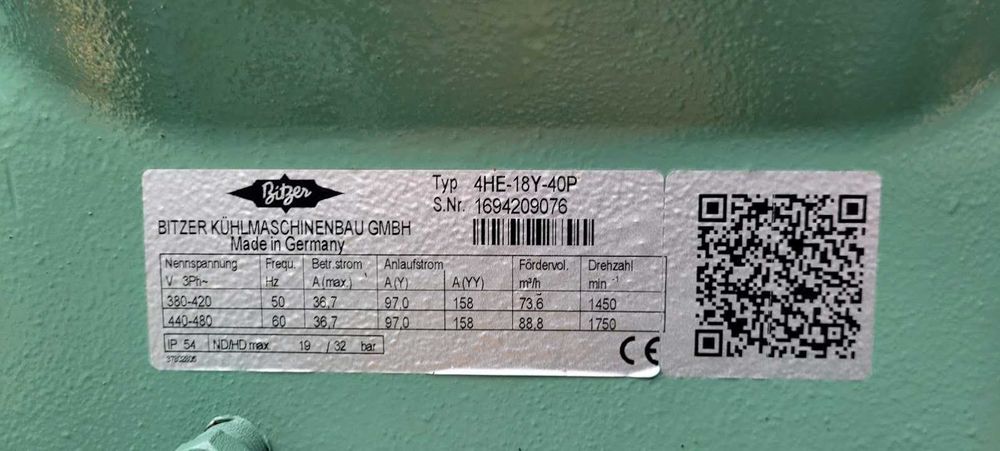 Bitzer
Typ 4HE-18Y-40P
S.Nr. 1694209076
BITZER KÜHLMASCHINENBAU GMBH
Made in Germany
Nennspannung Frequ. Betr.strom Anlaufstrom Fördervol. Drehzahl
V 3Ph~ Hz A (max.) A (Y) A (YY) m³/h min⁻¹
380-420 50 36,7 97,0 158 73,6 1450
440-480 60 36,7 97,0 158 88,8 1750
IP 54 ND/HD max 19 / 32 bar
CE